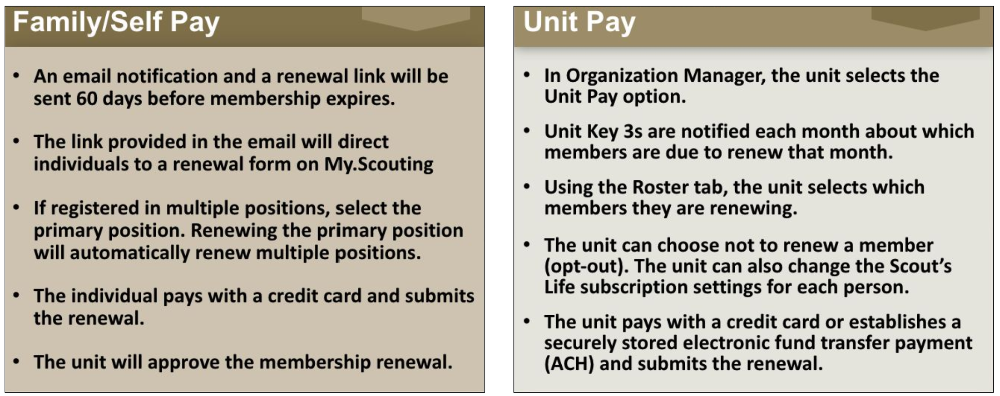 Family/Self Pay
• An email notification and a renewal link will be
sent 60 days before membership expires.
• The link provided in the email will direct
individuals to a renewal form on My.Scouting
• If registered in multiple positions, select the
primary position. Renewing the primary position
will automatically renew multiple positions.
• The individual pays with a credit card and submits
the renewal.
• The unit will approve the membership renewal.
Unit Pay
• In Organization Manager, the unit selects the
Unit Pay option.
• Unit Key 3s are notified each month about which
members are due to renew that month.
• Using the Roster tab, the unit selects which
members they are renewing.
• The unit can choose not to renew a member
(opt-out). The unit can also change the Scout’s
Life subscription settings for each person.
• The unit pays with a credit card or establishes a
securely stored electronic fund transfer payment
(ACH) and submits the renewal.